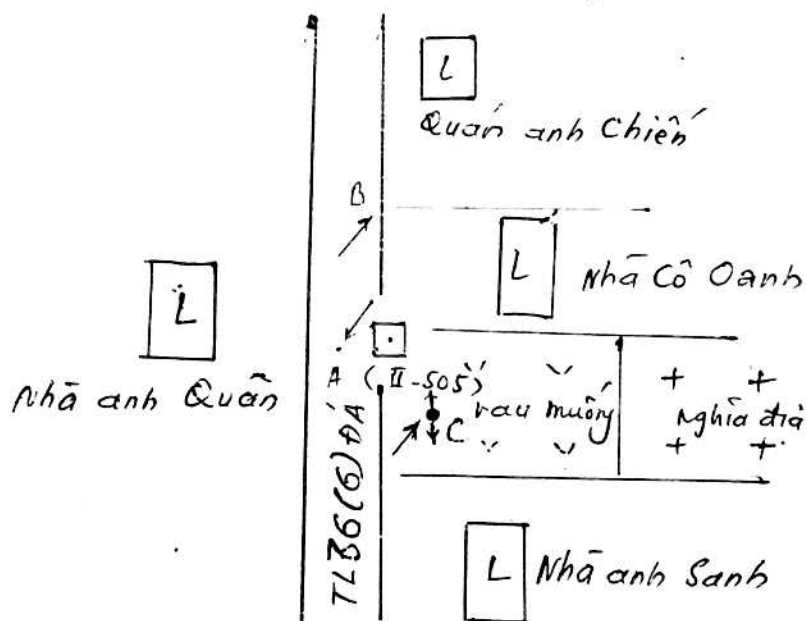 L
Quán anh Chiến
B
L
Nhà Cô Oanh
L
Nhà anh Quân
A (II-505)
rau muống
C
Nghĩa địa
TL36(6) ĐÁ
L
Nhà anh Sanh